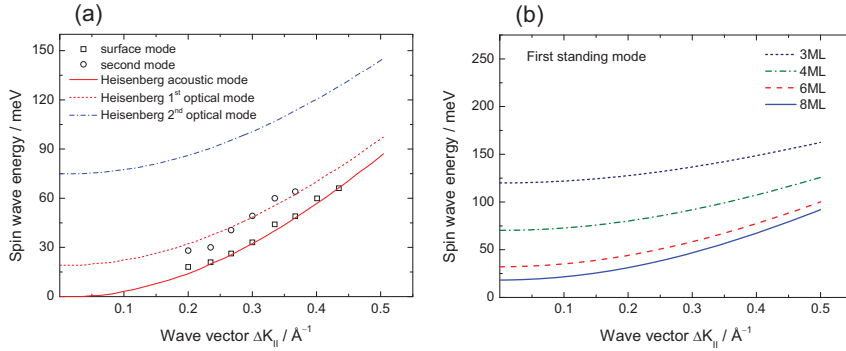 (a)
surface mode
second mode
Heisenberg acoustic mode
Heisenberg 1st optical mode
Heisenberg 2nd optical mode
150
120
90
60
30
0
Spin wave energy / meV
0.1
0.2
0.3
0.4
0.5
Wave vector ΔK|| / Å⁻¹
(b)
First standing mode
3ML
4ML
6ML
8ML
250
200
150
100
50
0
Spin wave energy / meV
0.1
0.2
0.3
0.4
0.5
Wave vector ΔK|| / Å⁻¹